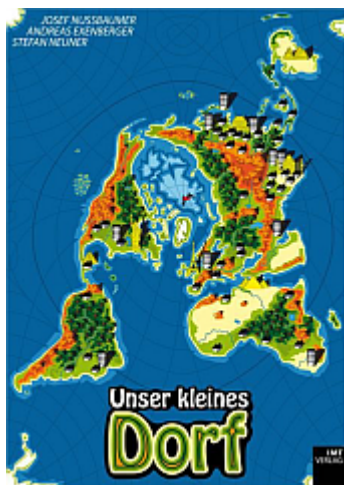 JOSEF NUSSBAUMER
ANDREAS EXENBERGER
STEFAN NEUNER
Unser kleines
Dorf
IMT
VERLAG